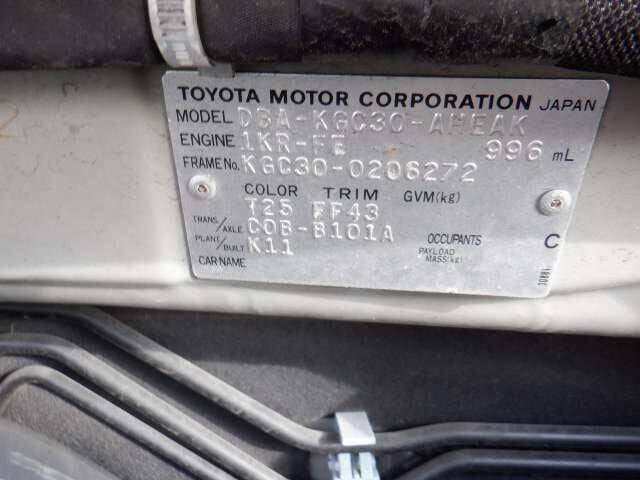 TOYOTA MOTOR CORPORATION JAPAN
MODEL DBA-KGC30-AHEAK
ENGINE 1KR-FE 996 mL
FRAME No. KGC30-0206272
COLOR TRIM GVM(kg)
T25 FF43
TRANS./AXLE C0B-B101A
PLANT/BUILT K11 OCCUPANTS C
PAYLOAD MASS(kg)
CAR NAME